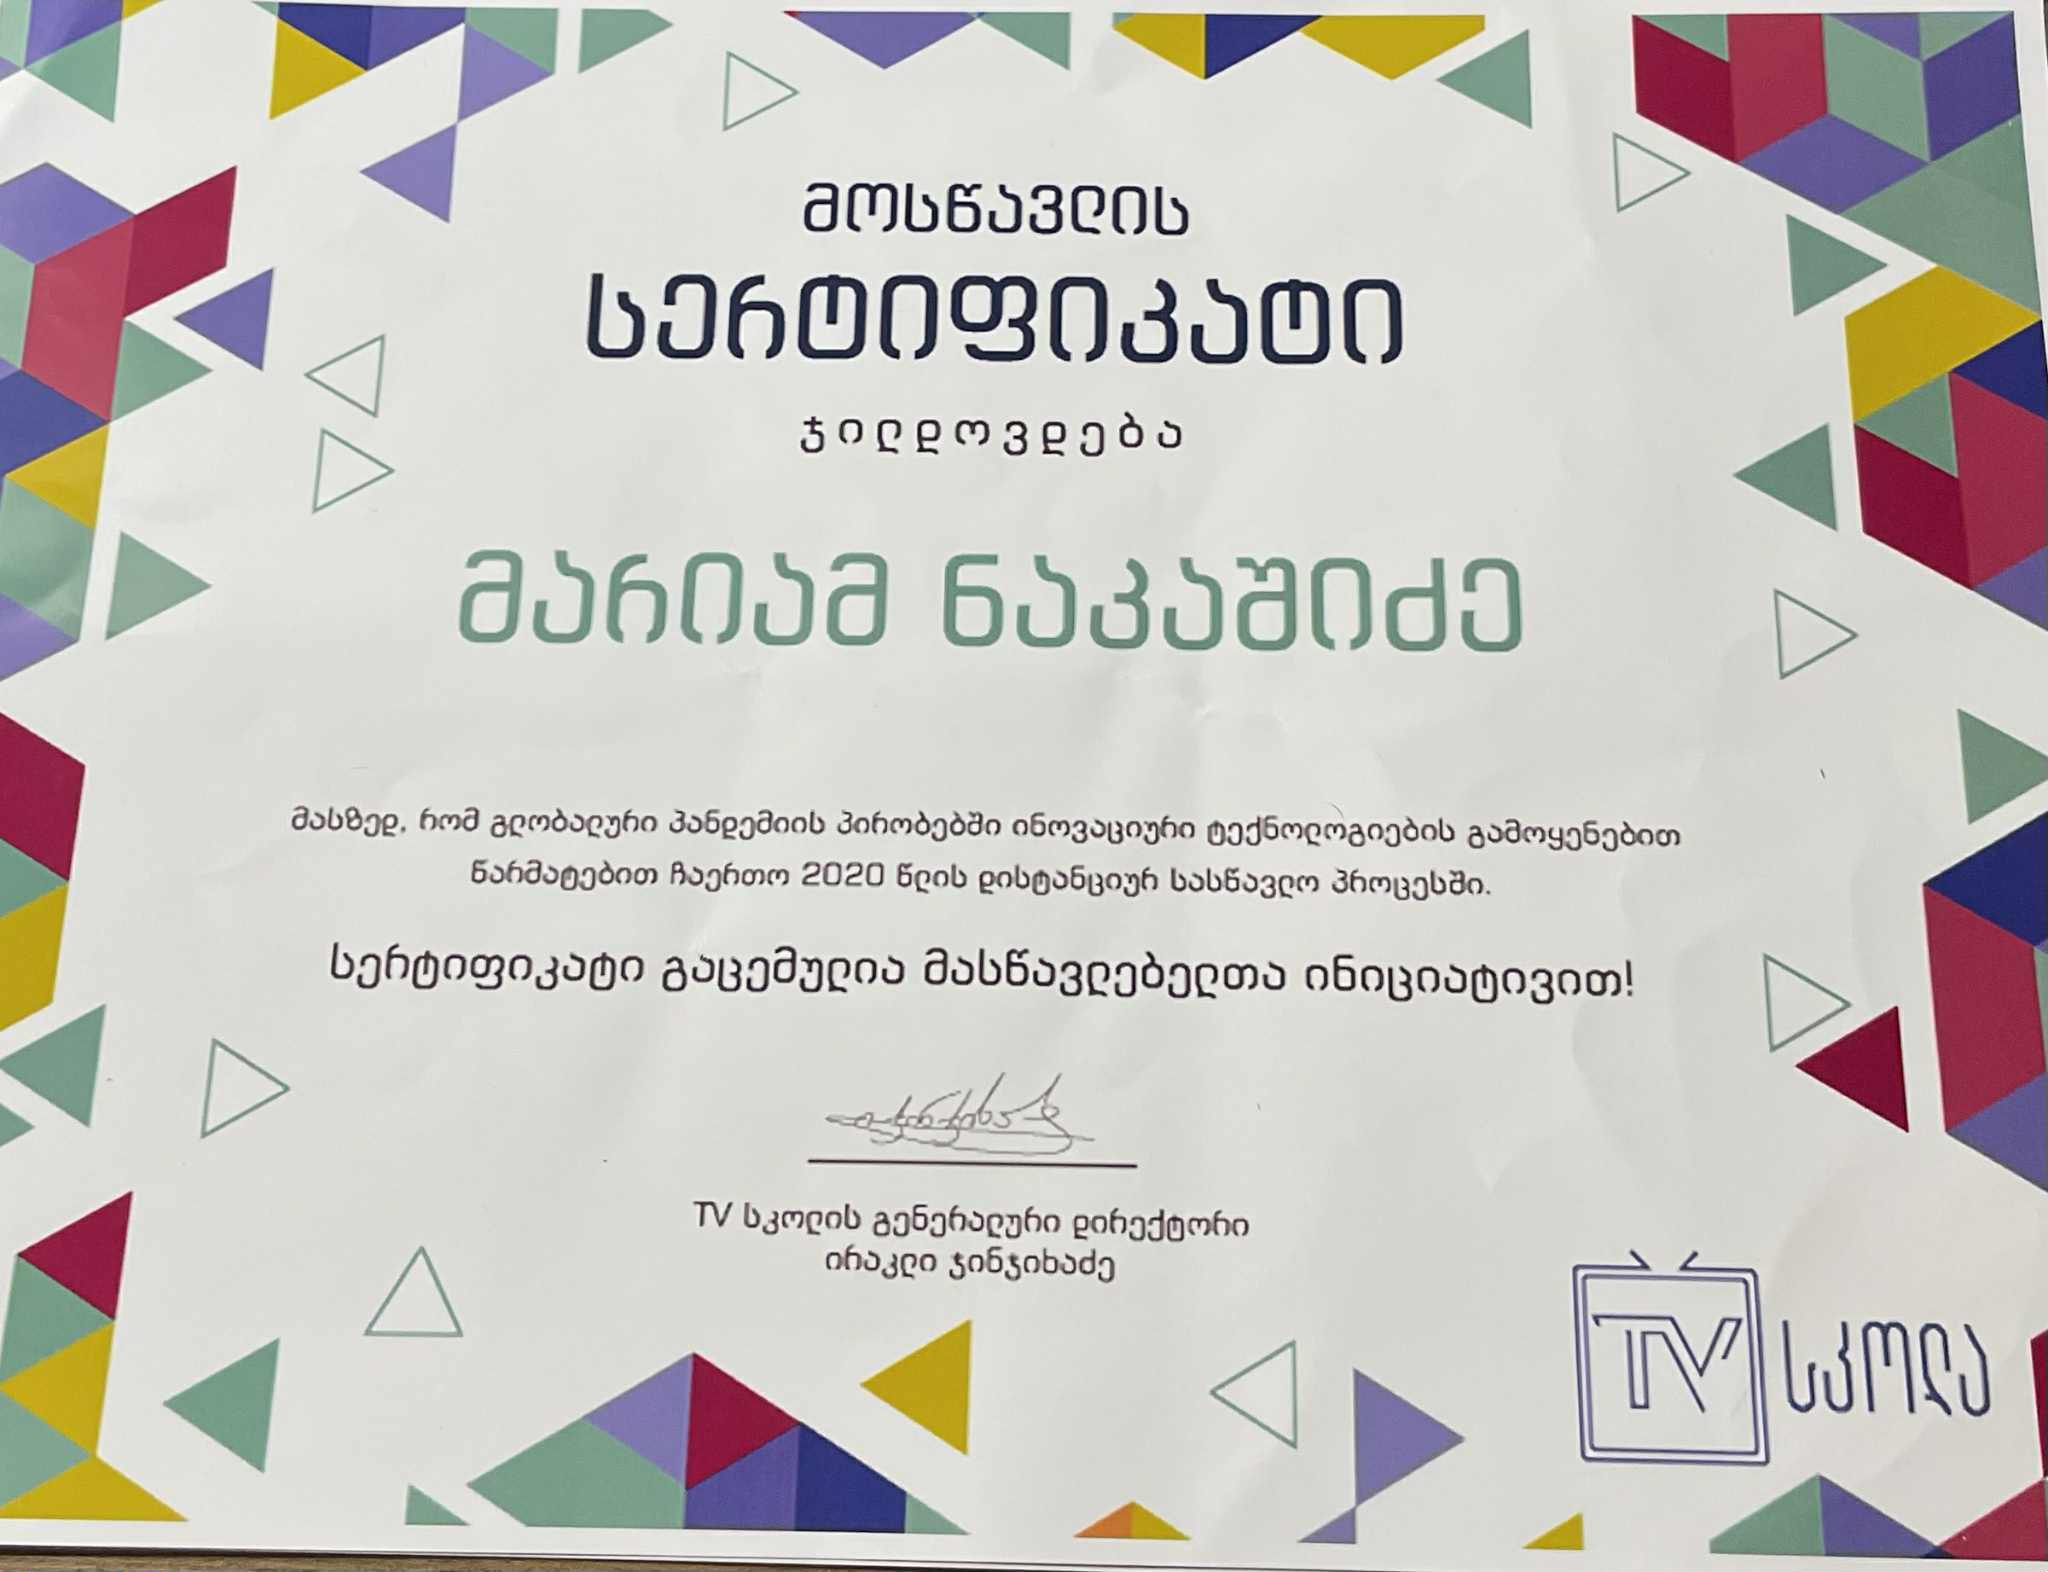 მოსწავლის
სერტიფიკატი
ჯილდოვდება
მარიამ ნაკაშიძე
მასზედ, რომ გლობალური პანდემიის პირობებში ინოვაციური ტექნოლოგიების გამოყენებით
წარმატებით ჩაერთო 2020 წლის დისტანციურ სასწავლო პროცესში.
სერტიფიკატი გაცემულია მასწავლებელთა ინიციატივით!
TV სკოლის გენერალური დირექტორი
ირაკლი ჯინჯიხაძე
TV სკოლა